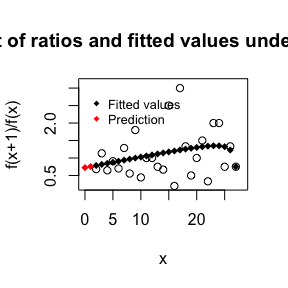 t of ratios and fitted values unde
f(x+1)/f(x)
2.0
0.5
Fitted values
Prediction
0 5 10 20
x